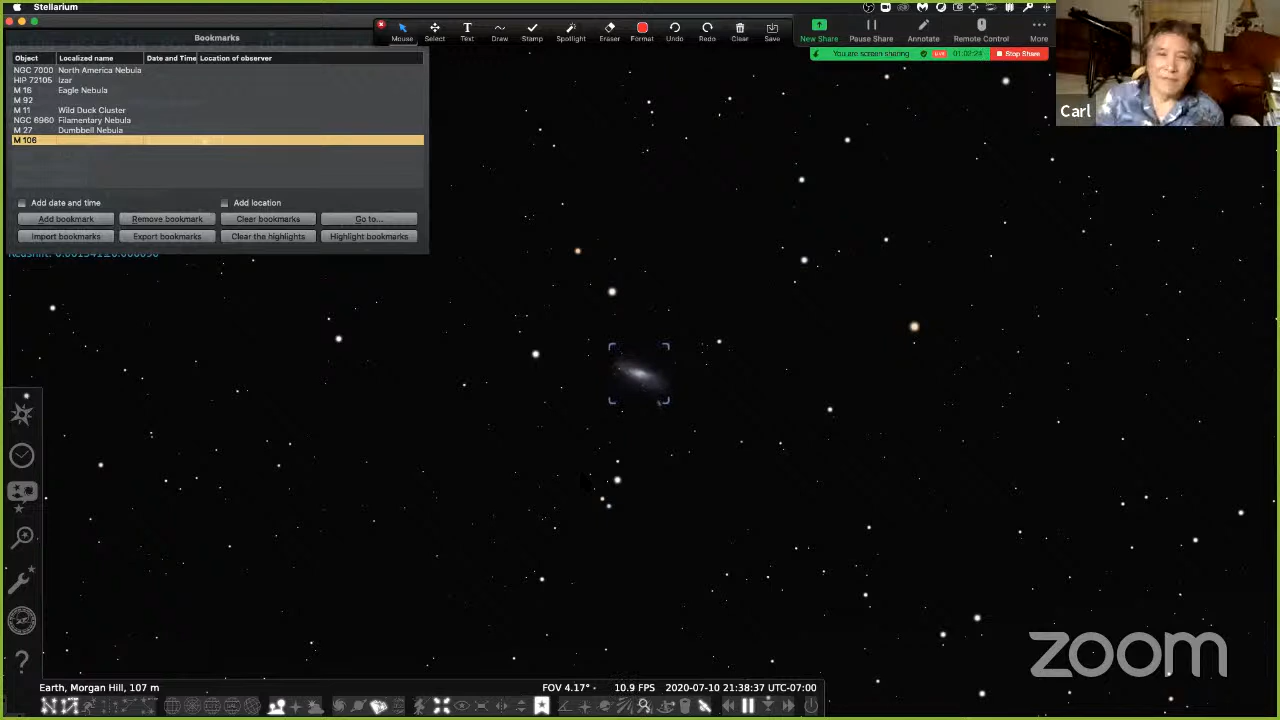 Stellarium
Bookmarks
Object Localized name Date and Time Location of observer
NGC 7000 North America Nebula
HIP 72105 Izar
M 16 Eagle Nebula
M 92
M 11 Wild Duck Cluster
NGC 6960 Filamentary Nebula
M 27 Dumbbell Nebula
M 106
Add date and time Add location
Add bookmark Remove bookmark Clear bookmarks Go to...
Import bookmarks Export bookmarks Clear the highlights Highlight bookmarks
Mouse Select Text Draw Stamp Spotlight Eraser Format Undo Redo Clear Save
New Share Pause Share Annotate Remote Control More
You are screen sharing LIVE 01:02:24 Stop Share
Carl
?
zoom
Earth, Morgan Hill, 107 m FOV 4.17° 10.9 FPS 2020-07-10 21:38:37 UTC-07:00